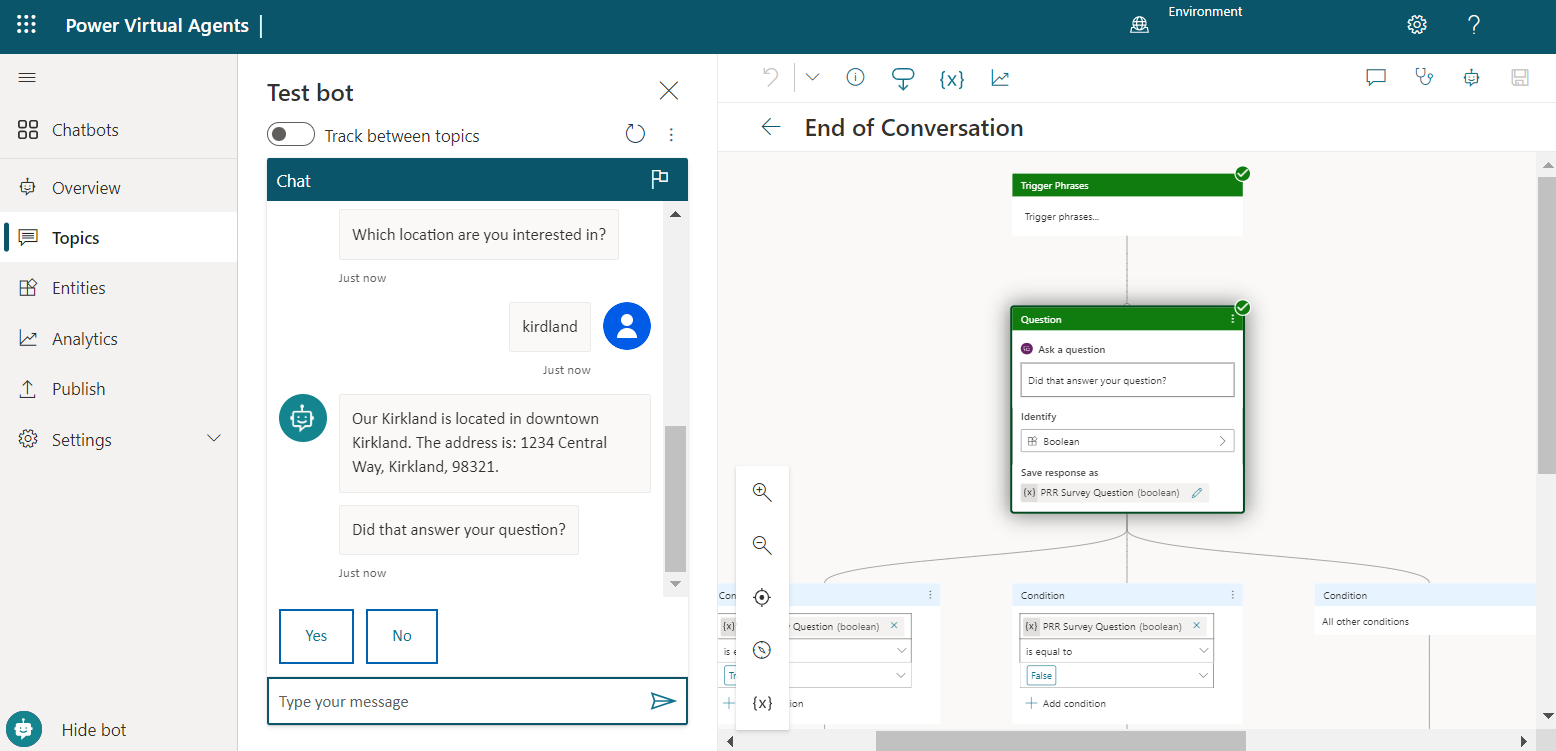 Power Virtual Agents
Environment
?
Chatbots
Overview
Topics
Entities
Analytics
Publish
Settings
Hide bot
Test bot
Track between topics
Chat
Which location are you interested in?
Just now
kirdland
Just now
Our Kirkland is located in downtown
Kirkland. The address is: 1234 Central
Way, Kirkland, 98321.
Did that answer your question?
Just now
Yes
No
Type your message
{x}
End of Conversation
Trigger Phrases
Trigger phrases...
Question
Ask a question
Did that answer your question?
Identify
Boolean
Save response as
{x} PRR Survey Question (boolean)
Con
{x} Question (boolean)
is e
Tr
ion
{x}
Condition
{x} PRR Survey Question (boolean)
is equal to
False
Add condition
Condition
All other conditions